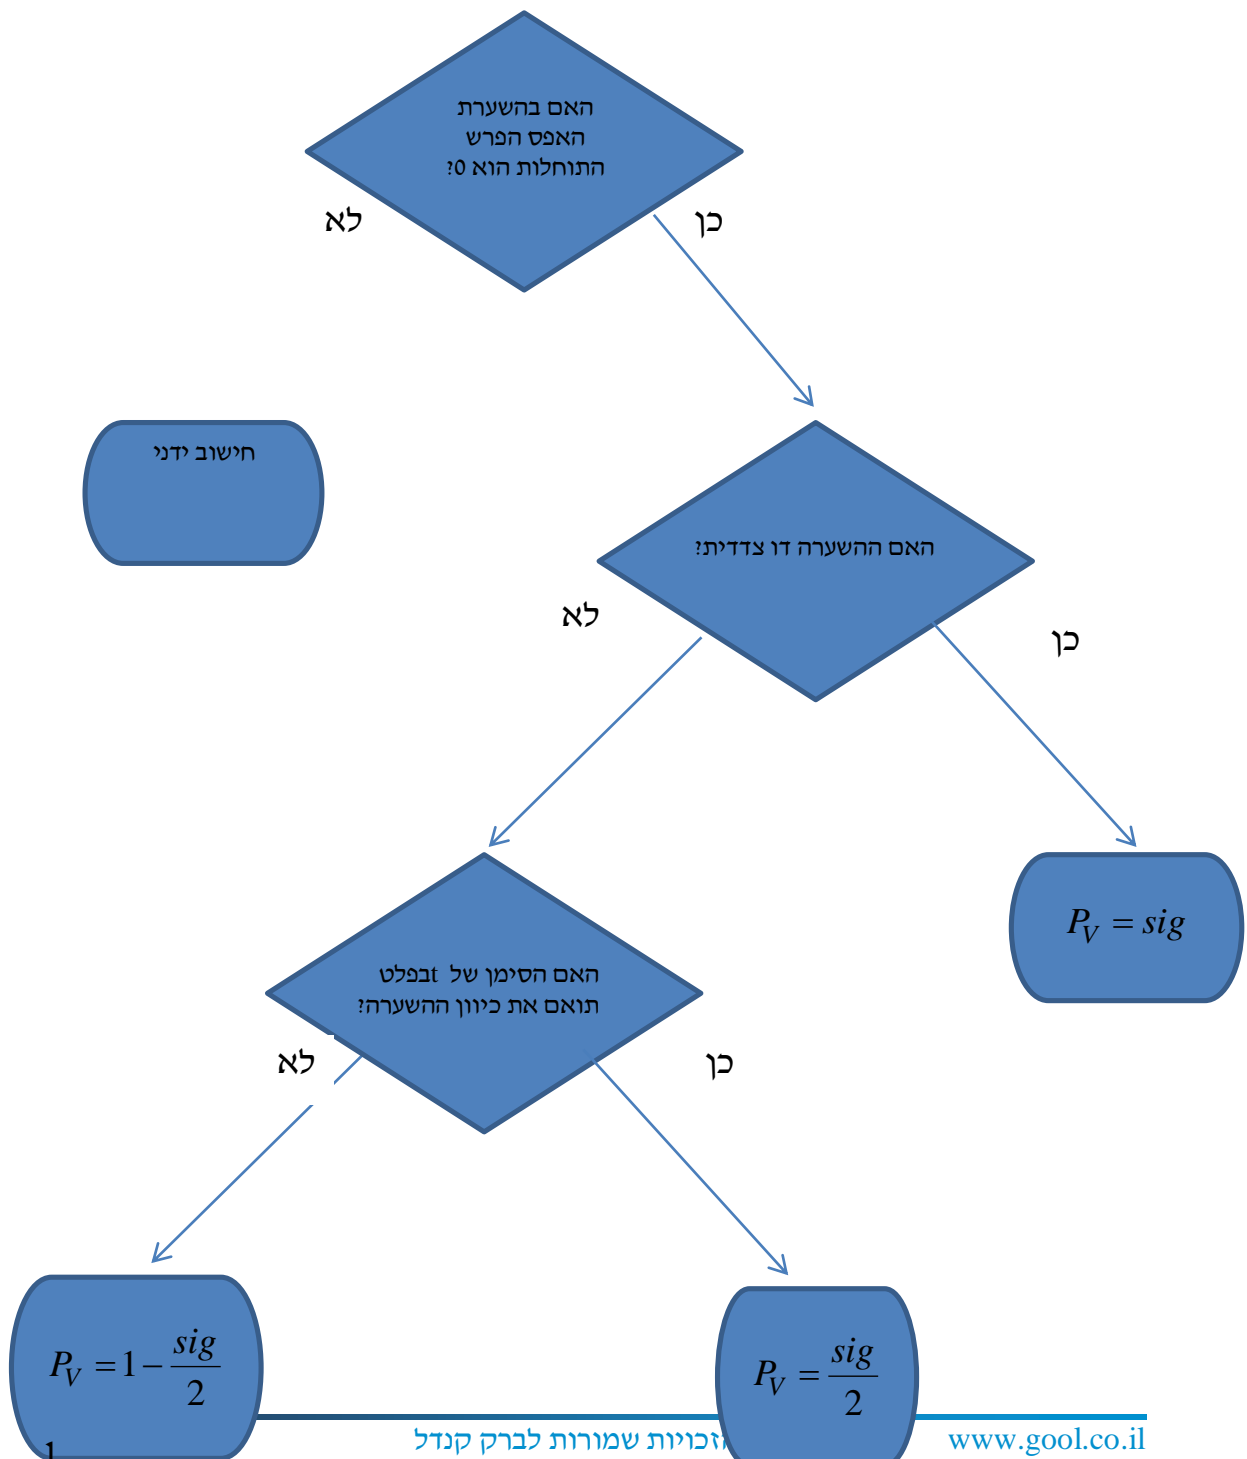 האם בהשערת
האפס הפרש
התוחלות הוא 0?
לא
כן
חישוב ידני
האם ההשערה דו צדדית?
לא
כן
P_V = sig
האם הסימן של tבפלט
תואם את כיוון ההשערה?
לא
כן
P_V = 1 - sig/2
P_V = sig/2
הזכויות שמורות לברק קנדל
www.gool.co.il
1